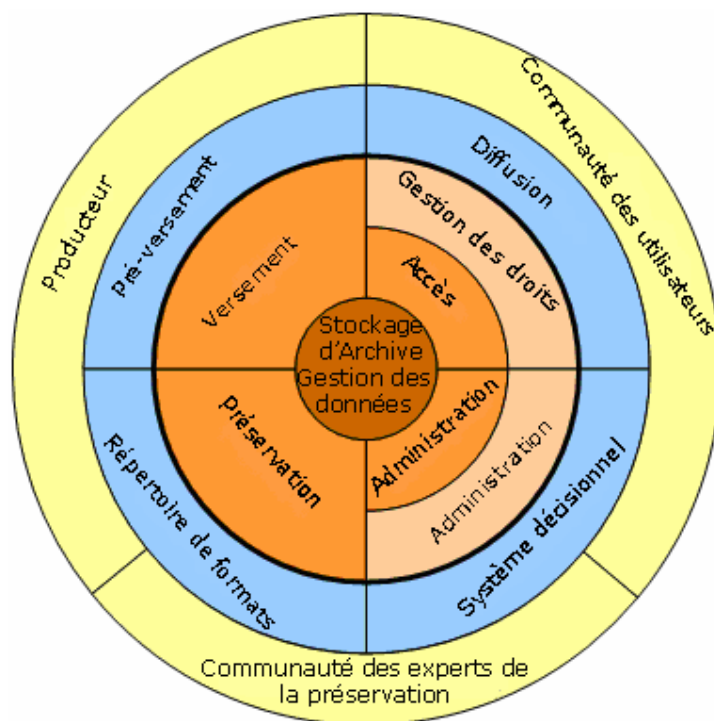 Communauté des utilisateurs
Producteur
Pré-versement
Diffusion
Versement
Gestion des droits
Accès
Stockage
d'Archive
Gestion des
données
Préservation
Administration
Administration
Répertoire de formats
Système décisionnel
Communauté des experts de
la préservation